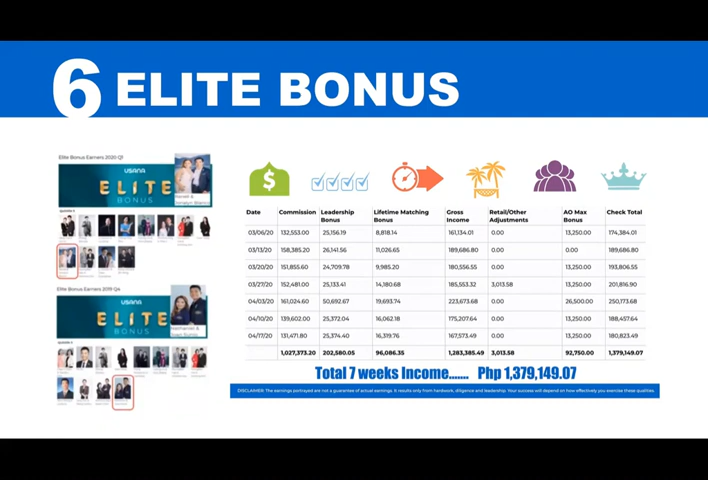 6 ELITE BONUS
Elite Bonus Earners 2020 Q1
USANA
ELITE
BONUS
Elite Bonus Earners 2019 Q4
USANA
ELITE
BONUS
$
Date Commission Leadership Bonus Lifetime Matching Bonus Gross Income Retail/Other Adjustments AO Max Bonus Check Total
03/06/20 132,553.00 25,156.19 8,818.14 161,134.01 0.00 13,250.00 174,384.01
03/13/20 158,385.20 26,141.56 11,026.65 189,686.80 0.00 0.00 189,686.80
03/20/20 151,855.60 24,709.78 9,985.20 180,556.55 0.00 13,250.00 193,806.55
03/27/20 152,481.00 25,133.41 14,180.68 185,553.32 3,013.58 13,250.00 201,816.90
04/03/20 161,024.60 50,692.67 19,693.74 223,673.68 0.00 26,500.00 250,173.68
04/10/20 139,602.00 25,372.04 16,062.18 175,207.64 0.00 13,250.00 188,457.64
04/17/20 131,471.80 25,374.40 16,319.76 167,573.49 0.00 13,250.00 180,823.49
1,027,373.20 202,580.05 96,086.35 1,283,385.49 3,013.58 92,750.00 1,379,149.07
Total 7 weeks Income....... Php 1,379,149.07
DISCLAIMER: The earnings portrayed are not a guarantee of actual earnings. It results only from hardwork, diligence and leadership. Your success will depend on how effectively you exercise these qualities.